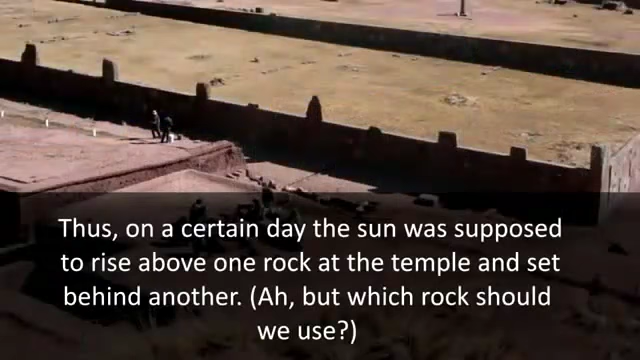 Thus, on a certain day the sun was supposed
to rise above one rock at the temple and set
behind another. (Ah, but which rock should
we use?)